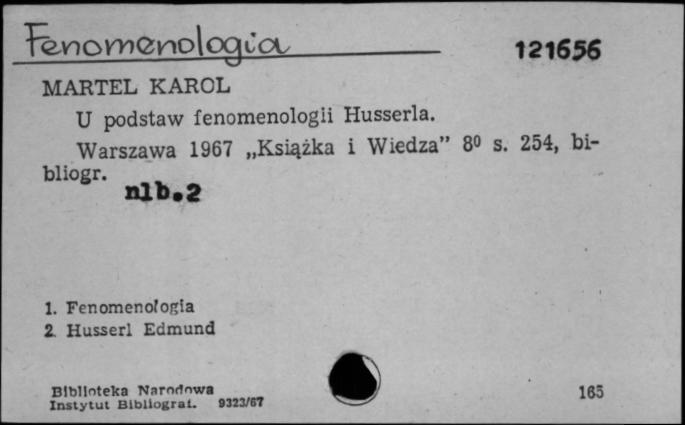 Fenomenologia
121656
MARTEL KAROL
U podstaw fenomenologii Husserla.
Warszawa 1967 „Książka i Wiedza” 8⁰ s. 254, bi-
bliogr.
nlb.2
1. Fenomenologia
2. Husserl Edmund
Biblioteka Narodowa
Instytut Bibliograf. 9323/67
165